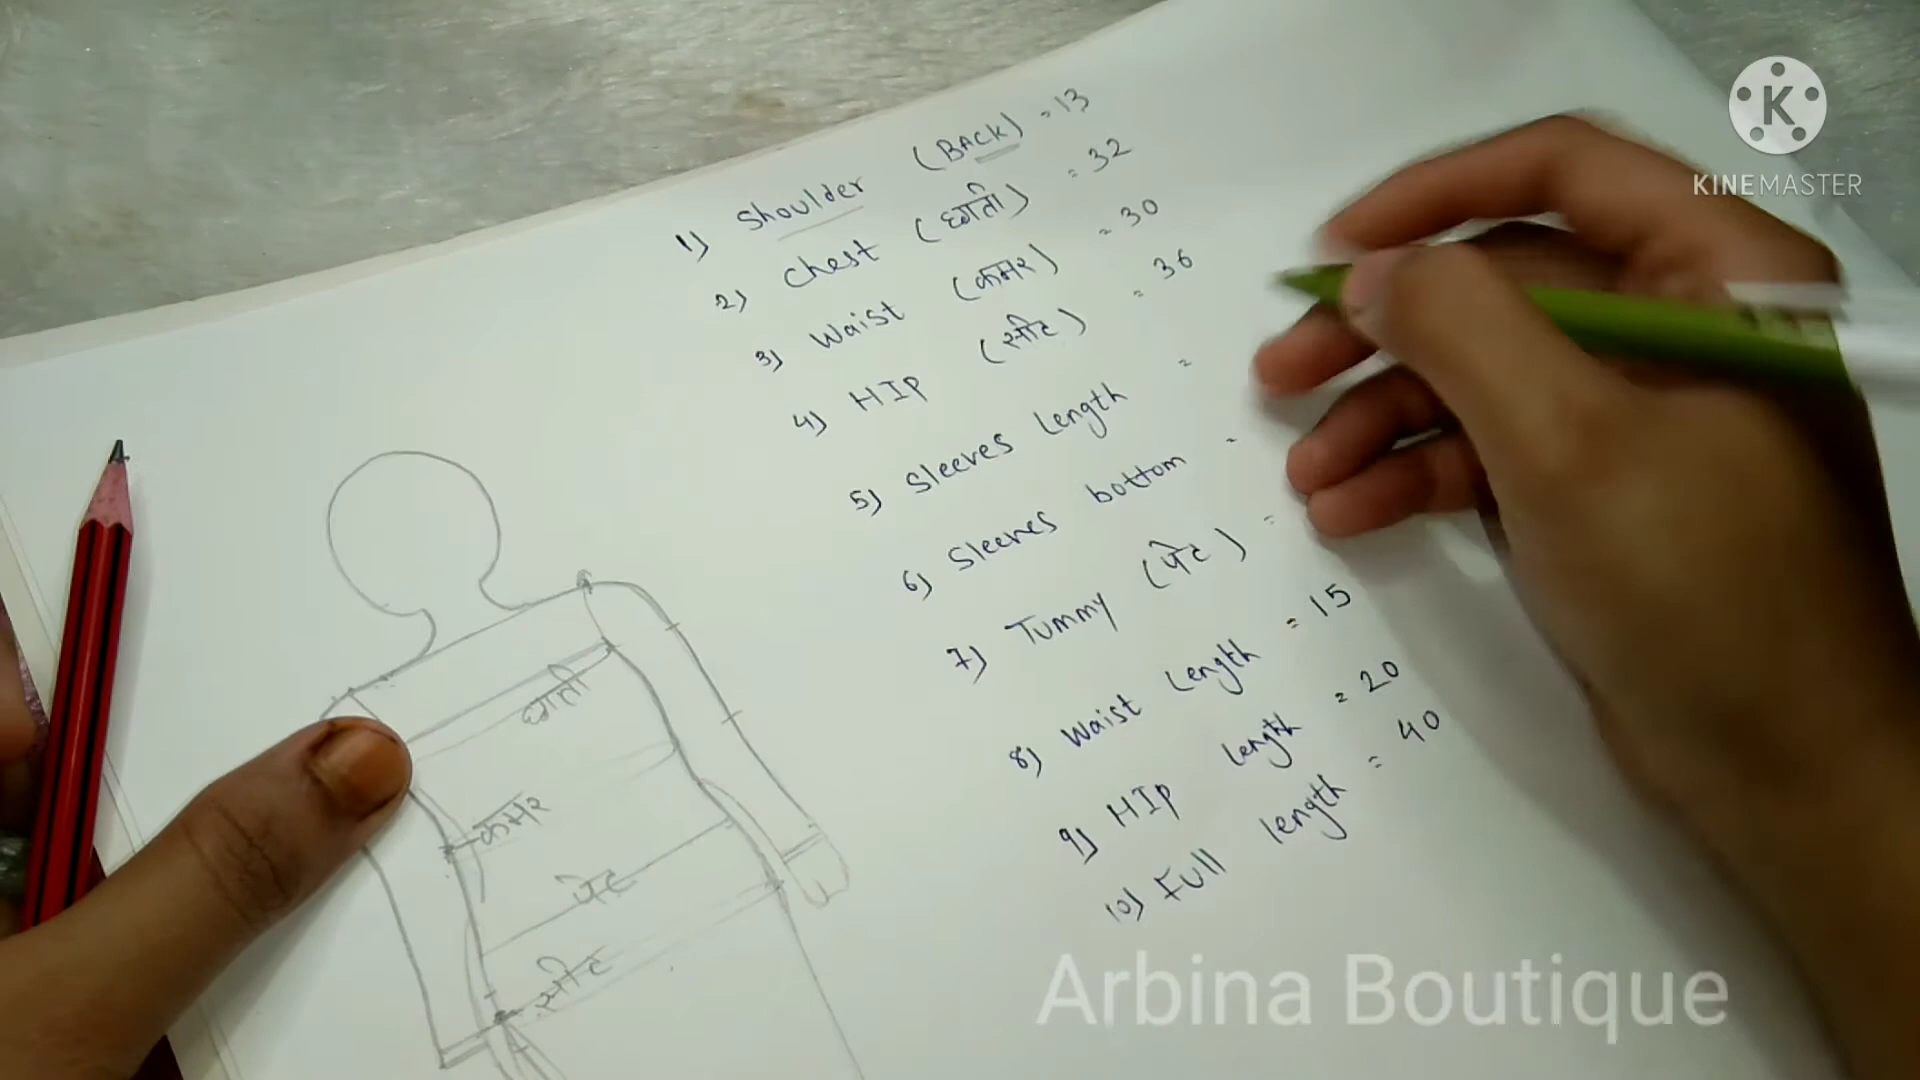 1) Shoulder (BACK) = 13
2) Chest (छाती) = 32
3) Waist (कमर) = 30
4) HIP (सीट) = 36
5) Sleeves Length =
6) Sleeves bottom =
7) Tummy (पेट) =
8) Waist Length = 15
9) HIP length = 20
10) Full length = 40
छाती
कमर
पेट
सीट
K
KINEMASTER
Arbina Boutique